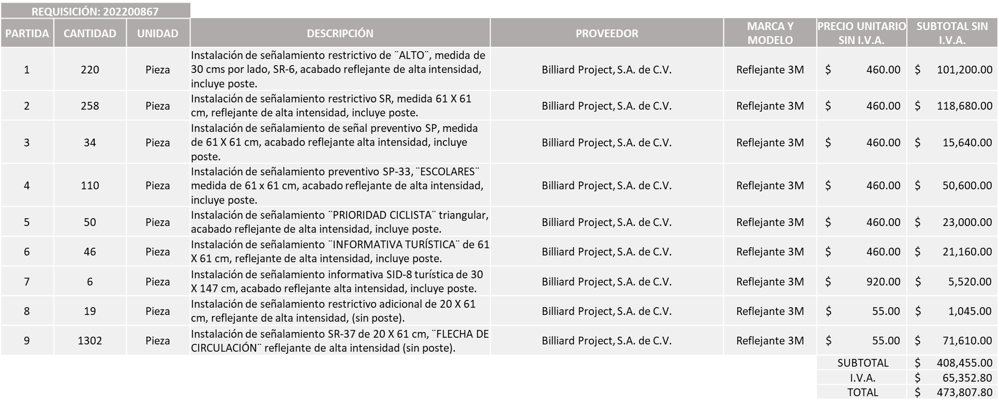 REQUISICIÓN: 202200867
PARTIDA CANTIDAD UNIDAD DESCRIPCIÓN PROVEEDOR MARCA Y MODELO PRECIO UNITARIO SIN I.V.A. SUBTOTAL SIN I.V.A.
1 220 Pieza Instalación de señalamiento restrictivo de ¨ALTO¨, medida de
30 cms por lado, SR-6, acabado reflejante de alta intensidad,
incluye poste. Billiard Project, S.A. de C.V. Reflejante 3M $ 460.00 $ 101,200.00
2 258 Pieza Instalación de señalamiento restrictivo SR, medida 61 X 61
cm, reflejante de alta intensidad, incluye poste. Billiard Project, S.A. de C.V. Reflejante 3M $ 460.00 $ 118,680.00
3 34 Pieza Instalación de señalamiento de señal preventivo SP, medida
de 61 X 61 cm, acabado reflejante alta intensidad, incluye
poste. Billiard Project, S.A. de C.V. Reflejante 3M $ 460.00 $ 15,640.00
4 110 Pieza Instalación de señalamiento preventivo SP-33, ¨ESCOLARES¨
medida de 61 x 61 cm, acabado reflejante de alta intensidad,
incluye poste. Billiard Project, S.A. de C.V. Reflejante 3M $ 460.00 $ 50,600.00
5 50 Pieza Instalación de señalamiento ¨PRIORIDAD CICLISTA¨ triangular,
acabado reflejante de alta intensidad, incluye poste. Billiard Project, S.A. de C.V. Reflejante 3M $ 460.00 $ 23,000.00
6 46 Pieza Instalación de señalamiento ¨INFORMATIVA TURÍSTICA¨ de 61
X 61 cm, reflejante de alta intensidad, incluye poste. Billiard Project, S.A. de C.V. Reflejante 3M $ 460.00 $ 21,160.00
7 6 Pieza Instalación de señalamiento informativa SID-8 turística de 30
X 147 cm, acabado reflejante alta intensidad, incluye poste. Billiard Project, S.A. de C.V. Reflejante 3M $ 920.00 $ 5,520.00
8 19 Pieza Instalación de señalamiento restrictivo adicional de 20 X 61
cm, reflejante de alta intensidad, (sin poste). Billiard Project, S.A. de C.V. Reflejante 3M $ 55.00 $ 1,045.00
9 1302 Pieza Instalación de señalamiento SR-37 de 20 X 61 cm, ¨FLECHA DE
CIRCULACIÓN¨ reflejante de alta intensidad (sin poste). Billiard Project, S.A. de C.V. Reflejante 3M $ 55.00 $ 71,610.00
SUBTOTAL $ 408,455.00
I.V.A. $ 65,352.80
TOTAL $ 473,807.80